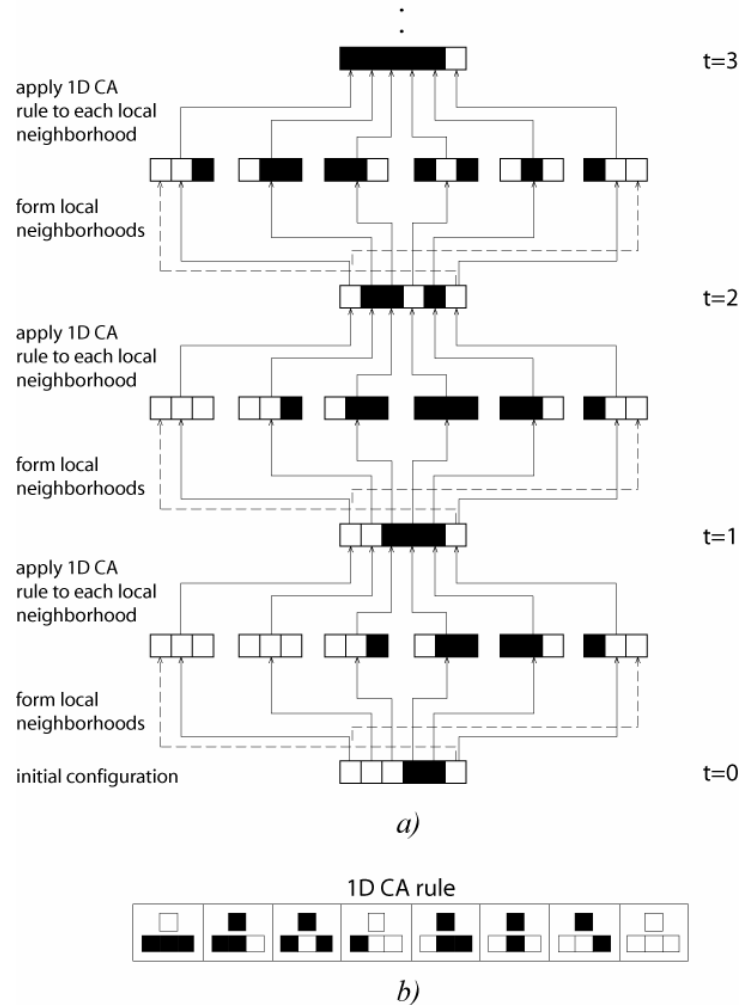 t=3
apply 1D CA
rule to each local
neighborhood
form local
neighborhoods
t=2
apply 1D CA
rule to each local
neighborhood
form local
neighborhoods
t=1
apply 1D CA
rule to each local
neighborhood
form local
neighborhoods
initial configuration
t=0
a)
1D CA rule
b)